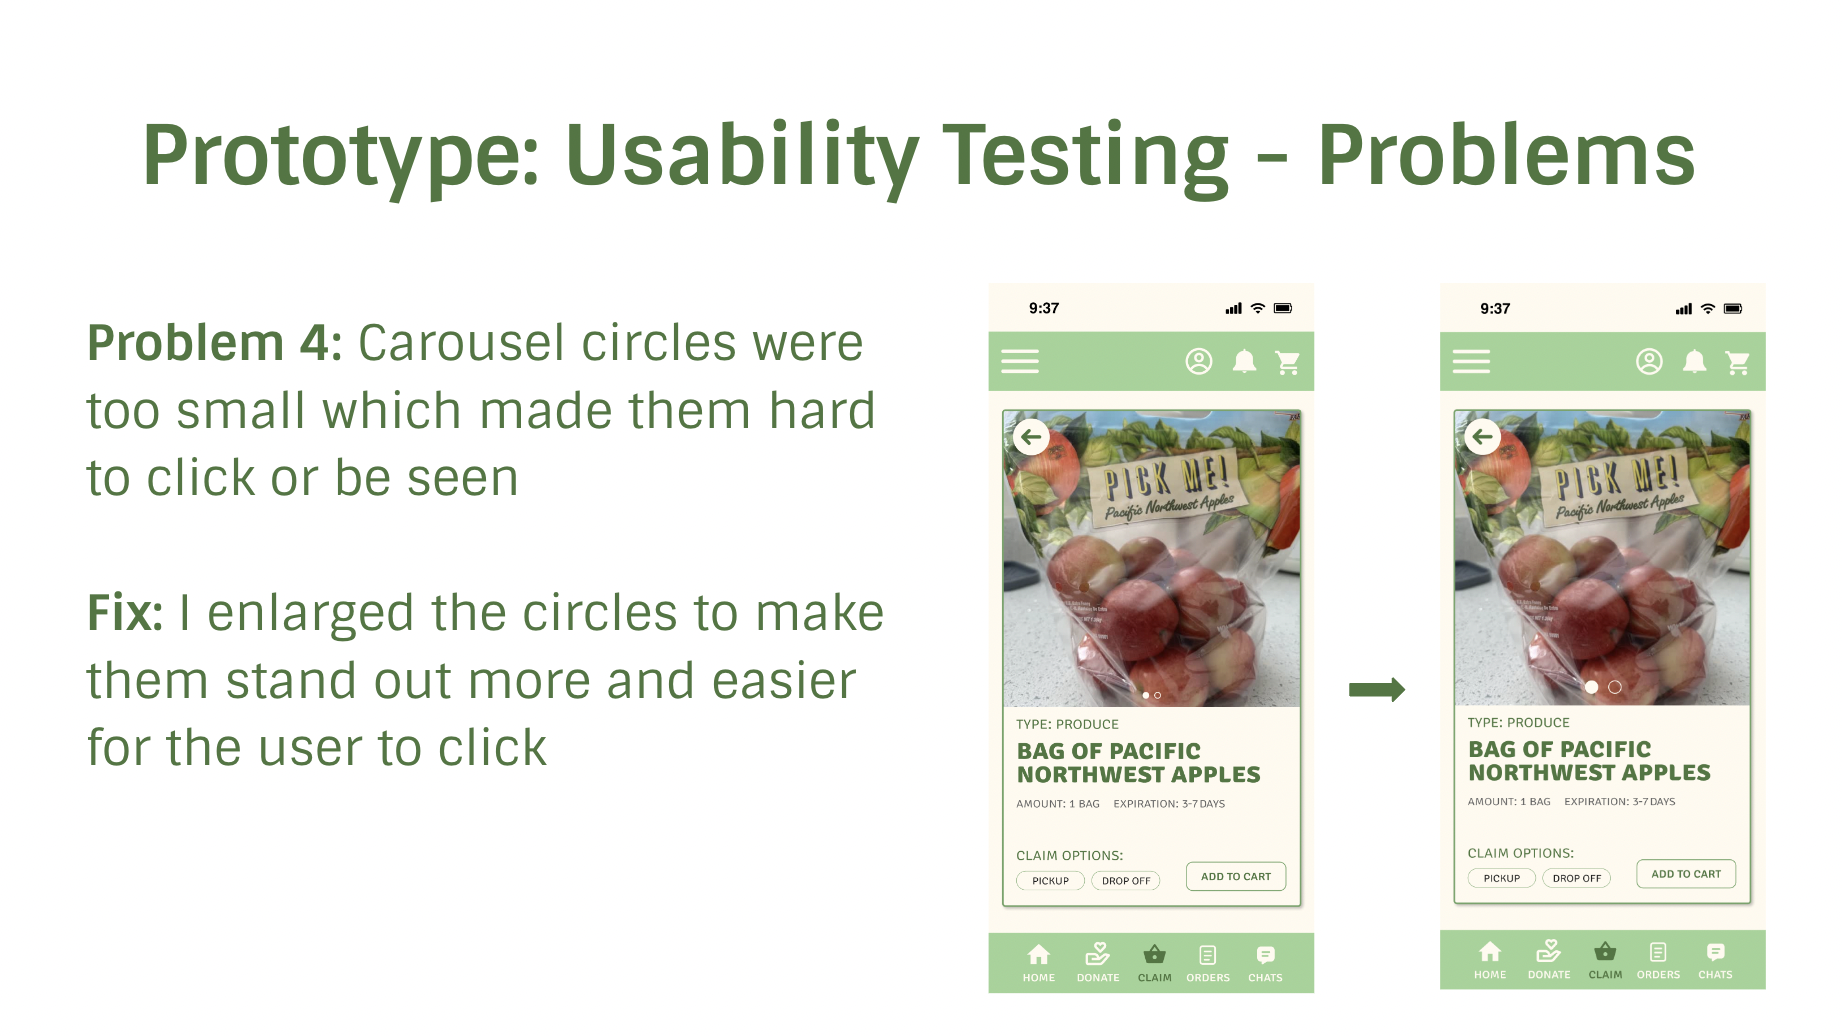 Prototype: Usability Testing - Problems
Problem 4: Carousel circles were
too small which made them hard
to click or be seen
Fix: I enlarged the circles to make
them stand out more and easier
for the user to click
9:37
PICK ME!
Pacific Northwest Apples
TYPE: PRODUCE
BAG OF PACIFIC
NORTHWEST APPLES
AMOUNT: 1 BAG EXPIRATION: 3-7 DAYS
CLAIM OPTIONS:
PICKUP DROP OFF ADD TO CART
HOME DONATE CLAIM ORDERS CHATS
9:37
PICK ME!
Pacific Northwest Apples
TYPE: PRODUCE
BAG OF PACIFIC
NORTHWEST APPLES
AMOUNT: 1 BAG EXPIRATION: 3-7 DAYS
CLAIM OPTIONS:
PICKUP DROP OFF ADD TO CART
HOME DONATE CLAIM ORDERS CHATS